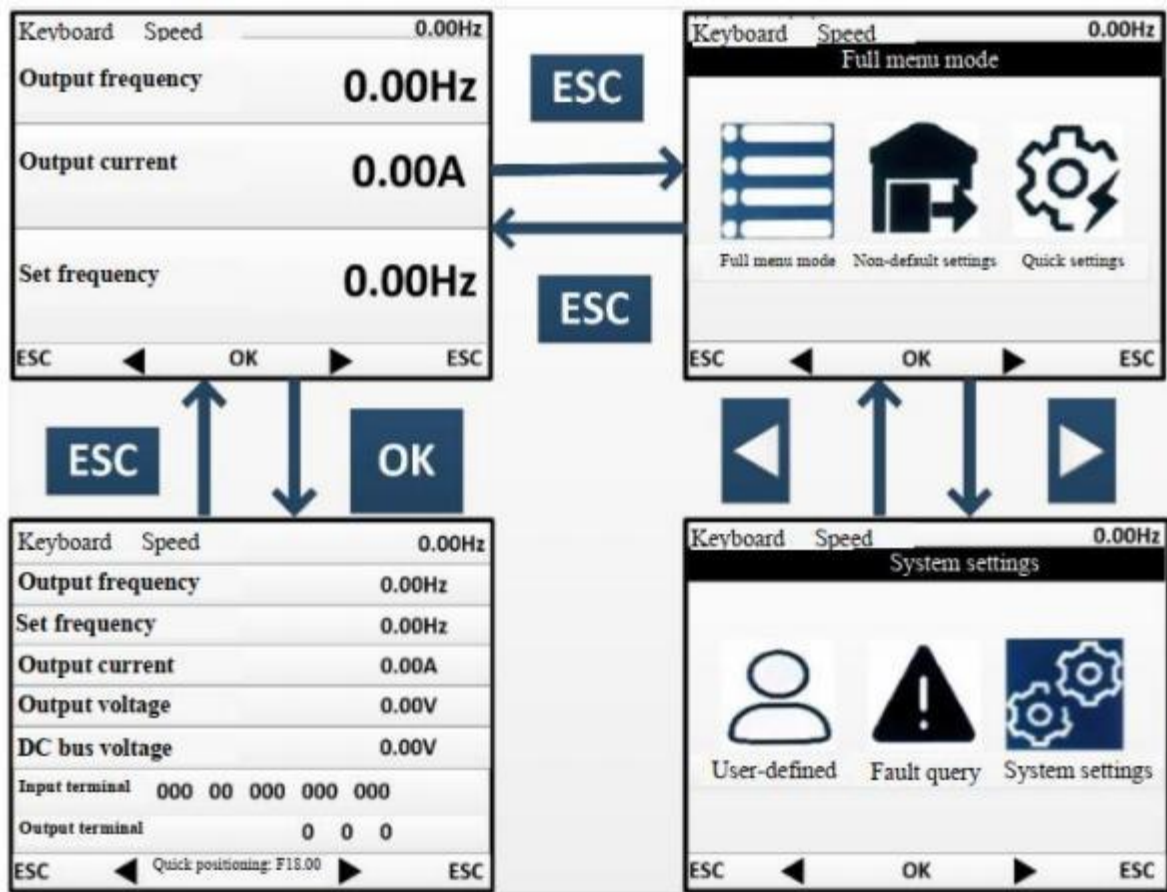 Keyboard Speed 0.00Hz
Output frequency 0.00Hz
Output current 0.00A
Set frequency 0.00Hz
ESC ◀ OK ▶ ESC
ESC
ESC
Keyboard Speed 0.00Hz
Full menu mode
Full menu mode Non-default settings Quick settings
ESC ◀ OK ▶ ESC
ESC
OK
Keyboard Speed 0.00Hz
Output frequency 0.00Hz
Set frequency 0.00Hz
Output current 0.00A
Output voltage 0.00V
DC bus voltage 0.00V
Input terminal 000 00 000 000 000
Output terminal 0 0 0
ESC ◀ Quick positioning: F18.00 ▶ ESC
Keyboard Speed 0.00Hz
System settings
User-defined Fault query System settings
ESC ◀ OK ▶ ESC